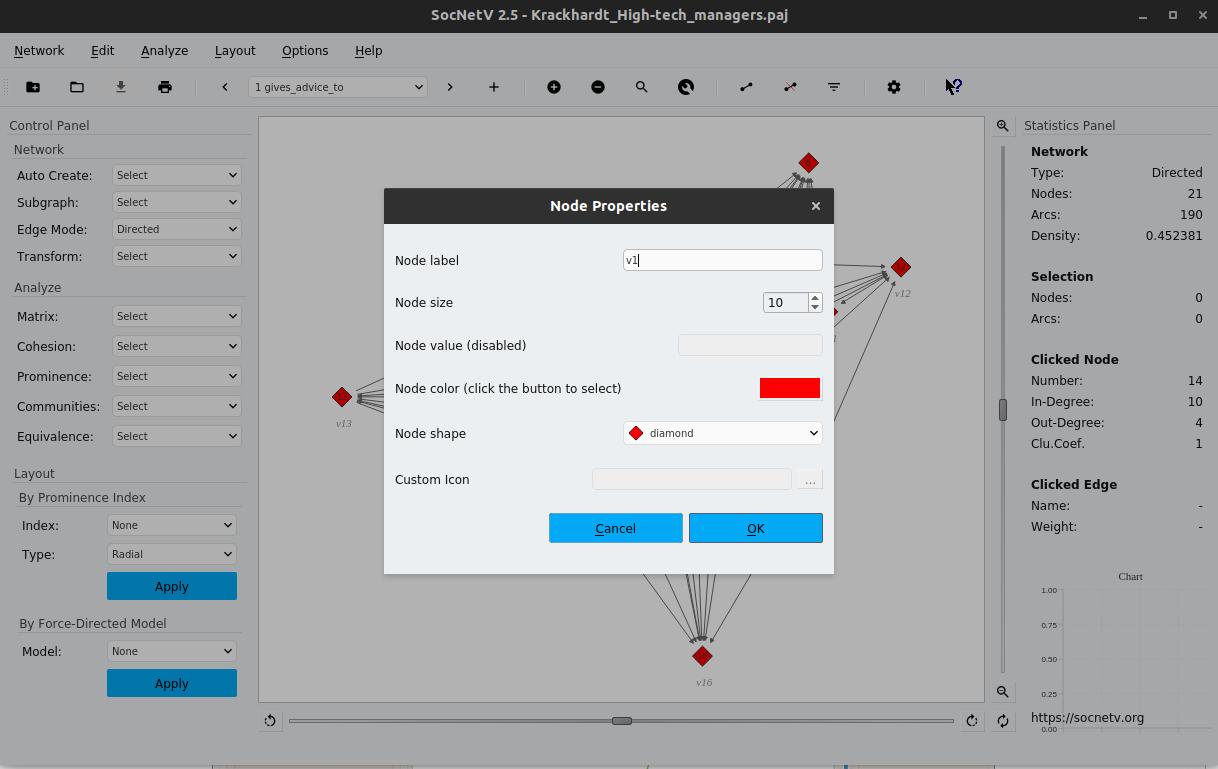 SocNetV 2.5 - Krackhardt_High-tech_managers.paj
Network Edit Analyze Layout Options Help
1 gives_advice_to
Control Panel
Network
Auto Create: Select
Subgraph: Select
Edge Mode: Directed
Transform: Select
Analyze
Matrix: Select
Cohesion: Select
Prominence: Select
Communities: Select
Equivalence: Select
Layout
By Prominence Index
Index: None
Type: Radial
Apply
By Force-Directed Model
Model: None
Apply
v12
v13
v16
Node Properties
Node label v1
Node size 10
Node value (disabled)
Node color (click the button to select)
Node shape diamond
Custom Icon ...
Cancel OK
Statistics Panel
Network
Type: Directed
Nodes: 21
Arcs: 190
Density: 0.452381
Selection
Nodes: 0
Arcs: 0
Clicked Node
Number: 14
In-Degree: 10
Out-Degree: 4
Clu.Coef. 1
Clicked Edge
Name: -
Weight: -
Chart
1.00
0.75
0.50
0.25
0.00
https://socnetv.org